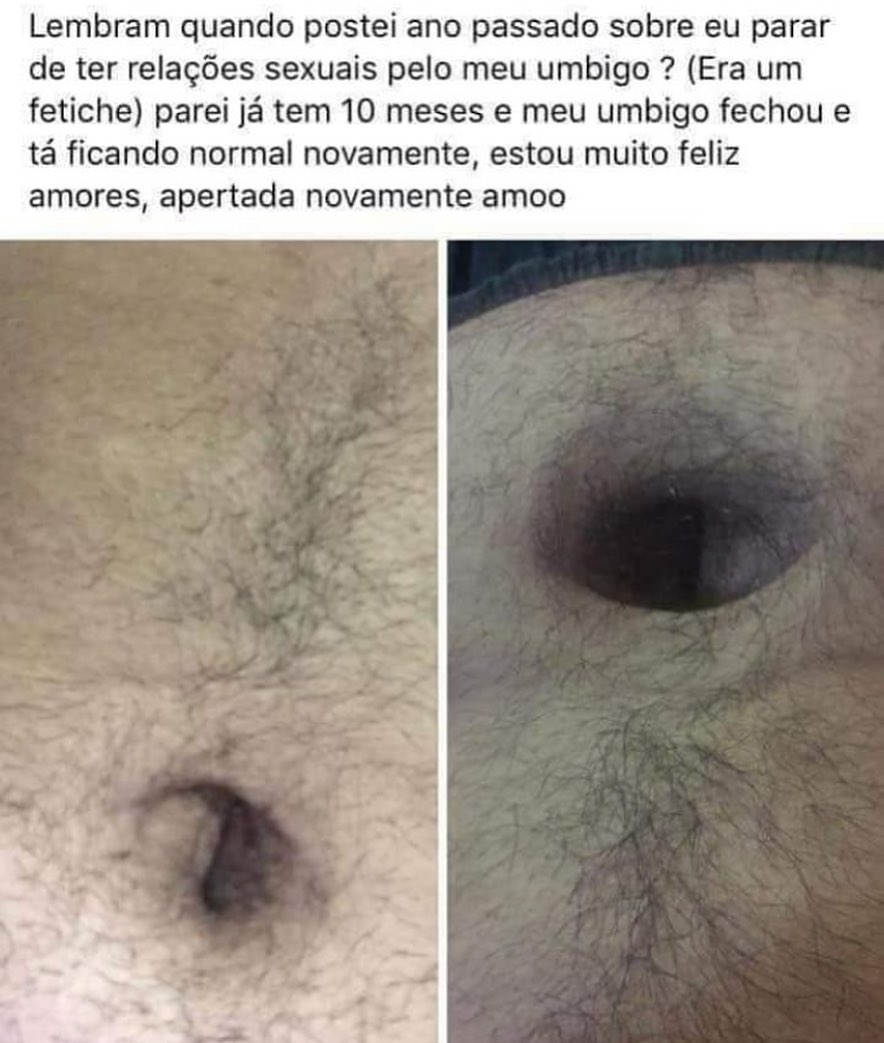 Lembram quando postei ano passado sobre eu parar
de ter relações sexuais pelo meu umbigo ? (Era um
fetiche) parei já tem 10 meses e meu umbigo fechou e
tá ficando normal novamente, estou muito feliz
amores, apertada novamente amoo